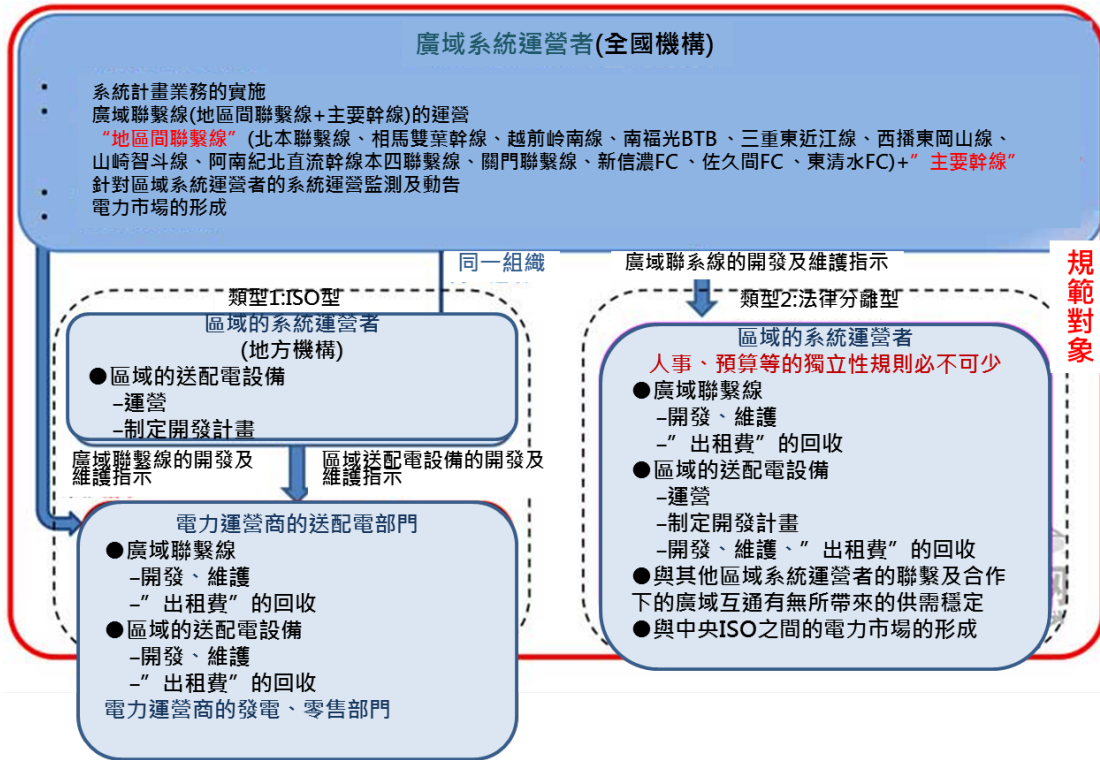 廣域系統運營者(全國機構)
• 系統計畫業務的實施
• 廣域聯繫線(地區間聯繫線+主要幹線)的運營
“地區間聯繫線”(北本聯繫線、相馬雙葉幹線、越前岭南線、南福光BTB 、三重東近江線、西播東岡山線、
山崎智斗線、阿南紀北直流幹線本四聯繫線、關門聯繫線、新信濃FC 、佐久間FC 、東清水FC)+”主要幹線”
• 針對區域系統運營者的系統運營監測及動告
• 電力市場的形成
同一組織
廣域聯系線的開發及維護指示
規範對象
類型1:ISO型
區域的系統運營者
(地方機構)
●區域的送配電設備
–運營
–制定開發計畫
廣域聯繫線的開發及
維護指示
區域送配電設備的開發及
維護指示
電力運營商的送配電部門
●廣域聯繫線
–開發、維護
–”出租費”的回收
●區域的送配電設備
–開發、維護
–”出租費”的回收
電力運營商的發電、零售部門
類型2:法律分離型
區域的系統運營者
人事、預算等的獨立性規則必不可少
●廣域聯繫線
–開發、維護
–”出租費”的回收
●區域的送配電設備
–運營
–制定開發計畫
–開發、維護、”出租費”的回收
●與其他區域系統運營者的聯繫及合作
下的廣域互通有無所帶來的供需穩定
●與中央ISO之間的電力市場的形成